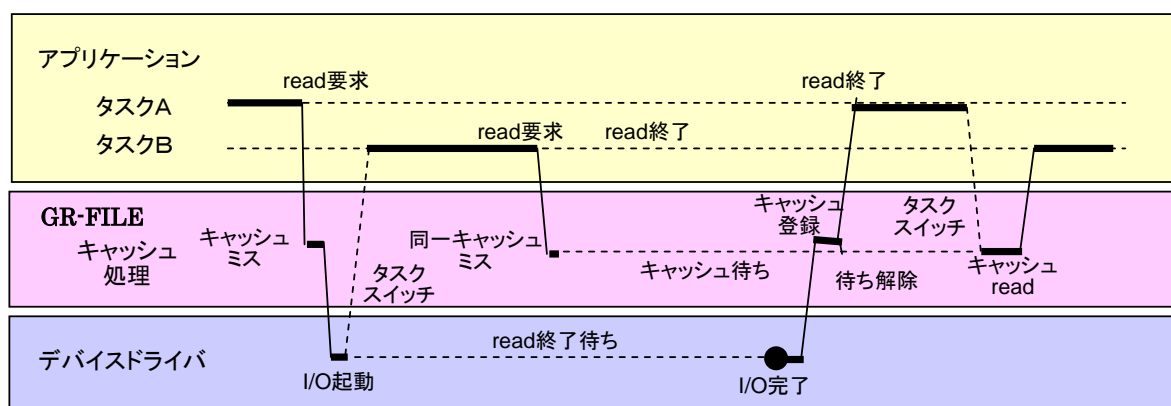 アプリケーション
read要求
read終了
タスクA
read要求
read終了
タスクB
GR-FILE
キャッシュ
処理
キャッシュ
ミス
タスク
スイッチ
同一キャッシュ
ミス
キャッシュ待ち
キャッシュ
登録
待ち解除
タスク
スイッチ
キャッシュ
read
デバイスドライバ
read終了待ち
I/O起動
I/O完了